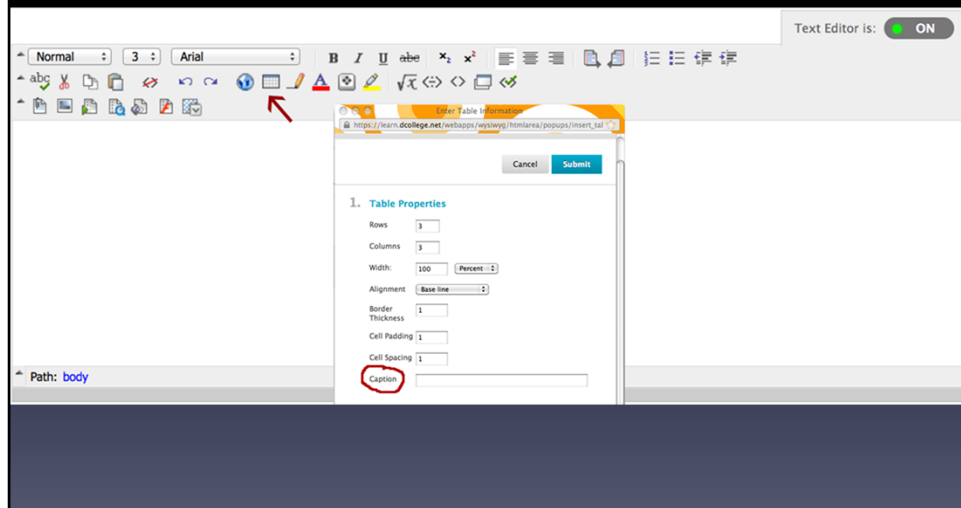 Text Editor is: ON
Normal 3 Arial B I U abc x₂ x²
abc A √x <=> <>
Enter Table Information
https://learn.dcollege.net/webapps/wysiwyg/htmlarea/popups/insert_tal
Cancel Submit
1. Table Properties
Rows 3
Columns 3
Width: 100 Percent
Alignment Base line
Border
Thickness 1
Cell Padding 1
Cell Spacing 1
Caption
Path: body